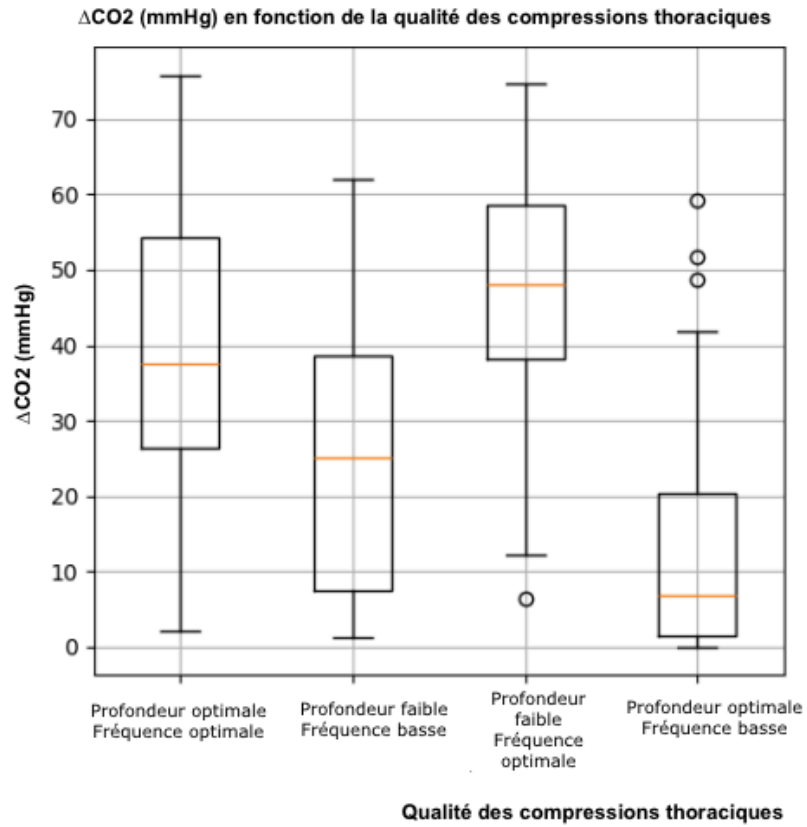 ∆CO2 (mmHg) en fonction de la qualité des compressions thoraciques
∆CO2 (mmHg)
70
60
50
40
30
20
10
0
Profondeur optimale
Fréquence optimale
Profondeur faible
Fréquence basse
Profondeur
faible
Fréquence
optimale
Profondeur optimale
Fréquence basse
Qualité des compressions thoraciques